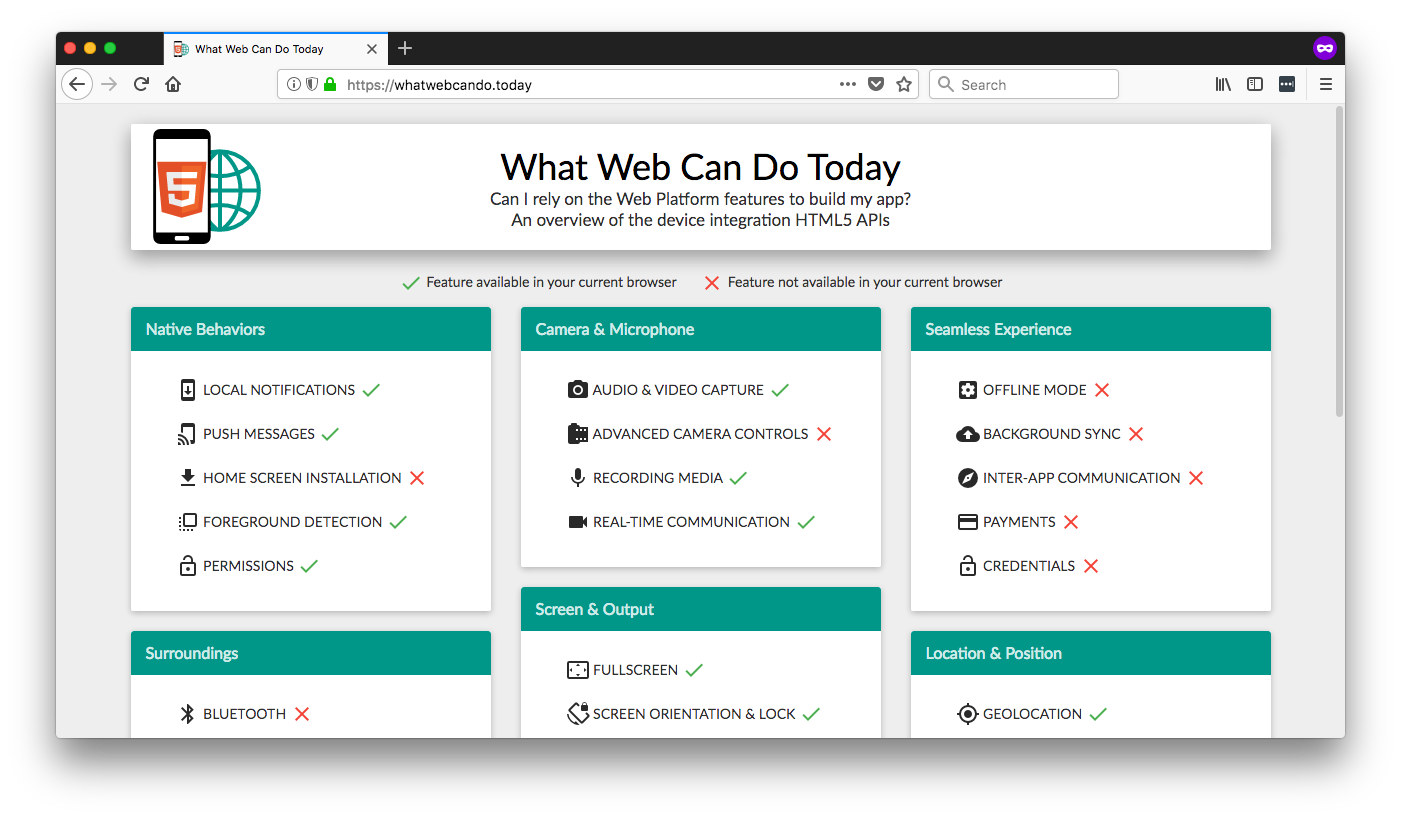 What Web Can Do Today
https://whatwebcando.today
Search
5
What Web Can Do Today
Can I rely on the Web Platform features to build my app?
An overview of the device integration HTML5 APIs
Feature available in your current browser
Feature not available in your current browser
Native Behaviors
LOCAL NOTIFICATIONS
PUSH MESSAGES
HOME SCREEN INSTALLATION
FOREGROUND DETECTION
PERMISSIONS
Surroundings
BLUETOOTH
Camera & Microphone
AUDIO & VIDEO CAPTURE
ADVANCED CAMERA CONTROLS
RECORDING MEDIA
REAL-TIME COMMUNICATION
Screen & Output
FULLSCREEN
SCREEN ORIENTATION & LOCK
Seamless Experience
OFFLINE MODE
BACKGROUND SYNC
INTER-APP COMMUNICATION
PAYMENTS
CREDENTIALS
Location & Position
GEOLOCATION